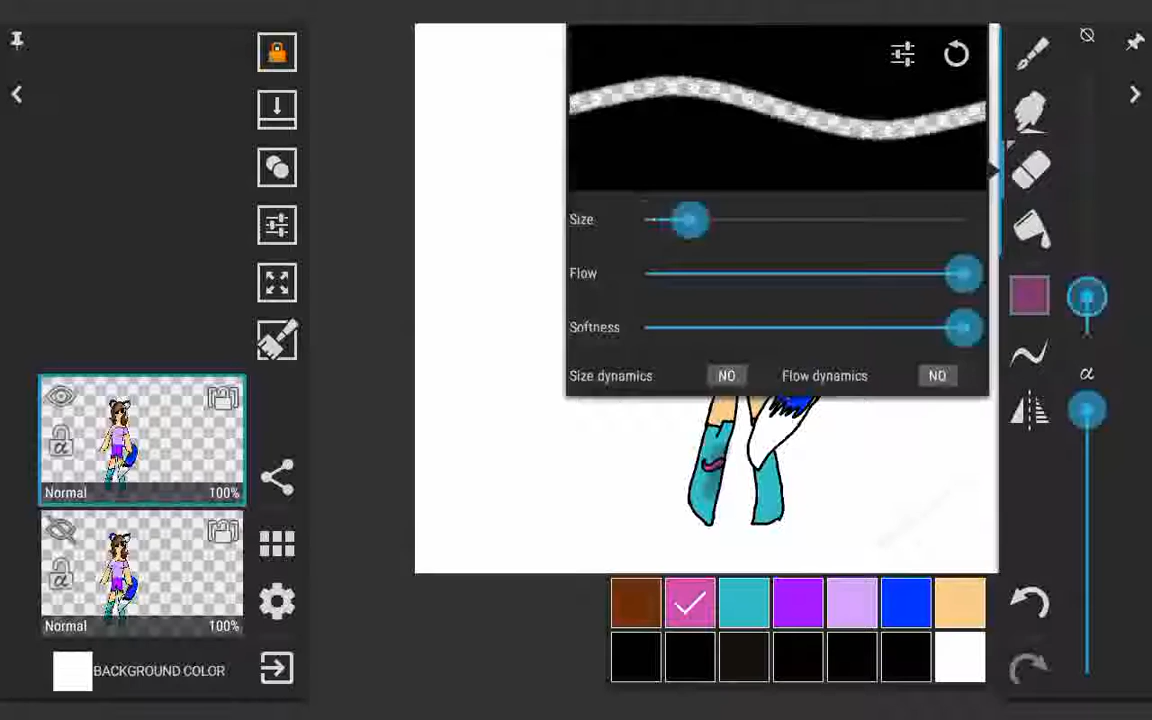 Size
Flow
Softness
Size dynamics NO Flow dynamics NO
α
α
Normal 100%
α
Normal 100%
BACKGROUND COLOR